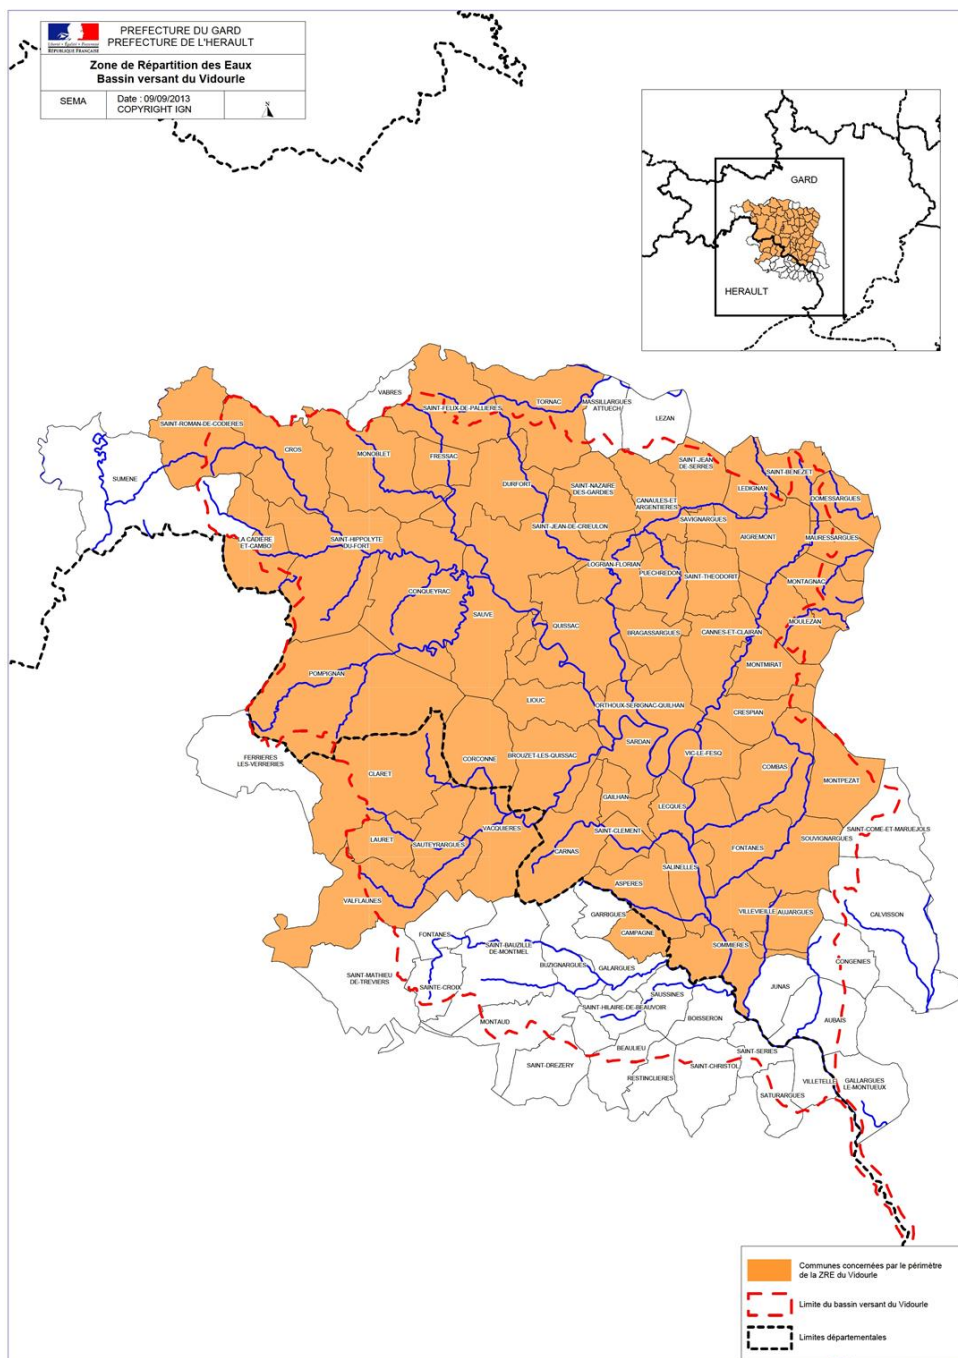 Liberté • Égalité • Fraternité
RÉPUBLIQUE FRANÇAISE
PREFECTURE DU GARD
PREFECTURE DE L'HERAULT
Zone de Répartition des Eaux
Bassin versant du Vidourle
SEMA
Date : 09/09/2013
COPYRIGHT IGN
N
GARD
HERAULT
VABRES
SAINT-FELIX-DE-PALLIERES
TORNAC
MASSILLARGUES
ATTUECH
LEZAN
SAINT-ROMAN-DE-CODIERES
SUMENE
CROS
MONOBLET
FRESSAC
DURFORT
SAINT-NAZAIRE
DES-GARDIES
SAINT-JEAN
DE-SERRES
CANAULES-ET
ARGENTIERES
LEDIGNAN
SAINT-BENEZET
DOMESSARGUES
SAVIGNARGUES
AIGREMONT
MAURESSARGUES
LA CADIERE
ET-CAMBO
SAINT-HIPPOLYTE
DU-FORT
SAINT-JEAN-DE-CRIEULON
LOGRIAN-FLORIAN
PUECHREDON
SAINT-THEODORIT
MONTAGNAC
CONQUEYRAC
SAUVE
QUISSAC
BRAGASSARGUES
CANNES-ET-CLAIRAN
MOULEZAN
MONTMIRAT
POMPIGNAN
LIOUC
ORTHOUX-SERIGNAC-QUILHAN
CRESPIAN
FERRIERES
LES-VERRERIES
CLARET
CORCONNE
BROUZET-LES-QUISSAC
SARDAN
VIC-LE-FESQ
COMBAS
MONTPEZAT
GAILHAN
LECQUES
LAURET
SAUTEYRARGUES
VACQUIERES
CARNAS
SAINT-CLEMENT
SALINELLES
FONTANES
SOUVIGNARGUES
SAINT-COME-ET-MARUEJOLS
VALFLAUNES
ASPERES
GARRIGUES
CAMPAGNE
VILLEVIEILLE
AUJARGUES
CALVISSON
FONTANES
SAINT-BAUZILLE
DE-MONTMEL
BUZIGNARGUES
GALARGUES
SOMMIERES
CONGENIES
SAINT-MATHIEU
DE-TREVIERS
SAINTE-CROIX
SAUSSINES
SAINT-HILAIRE-DE-BEAUVOIR
JUNAS
MONTAUD
BOISSERON
AUBAIS
SAINT-DREZERY
BEAULIEU
RESTINCLIERES
SAINT-CHRISTOL
SAINT-SERIES
SATURARGUES
VILLETELLE
GALLARGUES
LE-MONTUEUX
Communes concernées par le périmètre
de la ZRE du Vidourle
Limite du bassin versant du Vidourle
Limites départementales